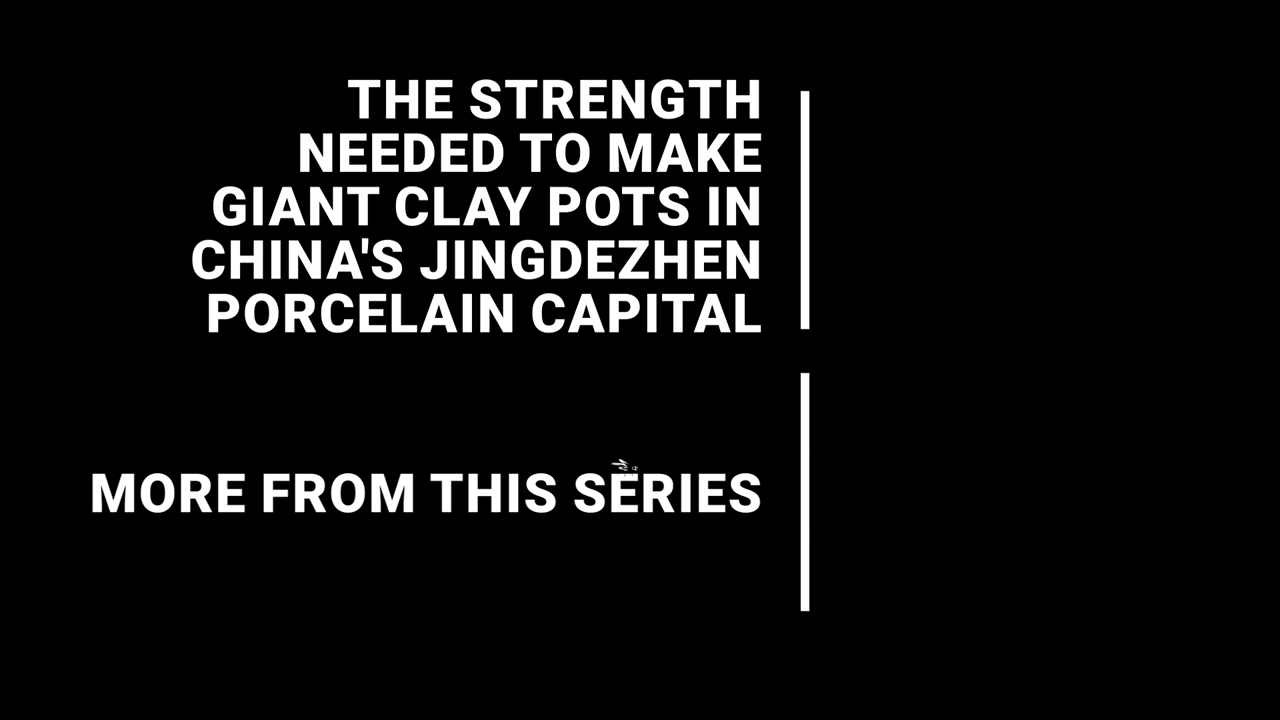 THE STRENGTH
NEEDED TO MAKE
GIANT CLAY POTS IN
CHINA'S JINGDEZHEN
PORCELAIN CAPITAL
MORE FROM THIS SERIES